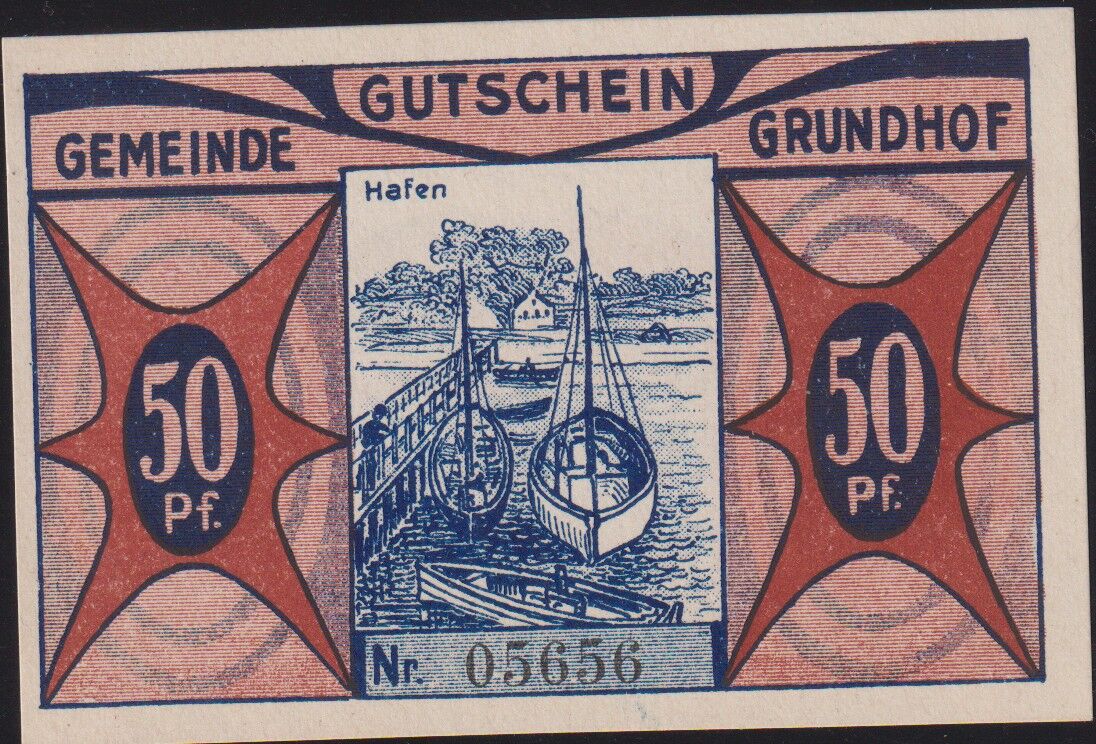 GUTSCHEIN
GEMEINDE GRUNDHOF
Hafen
50 Pf.
50 Pf.
Nr. 05656